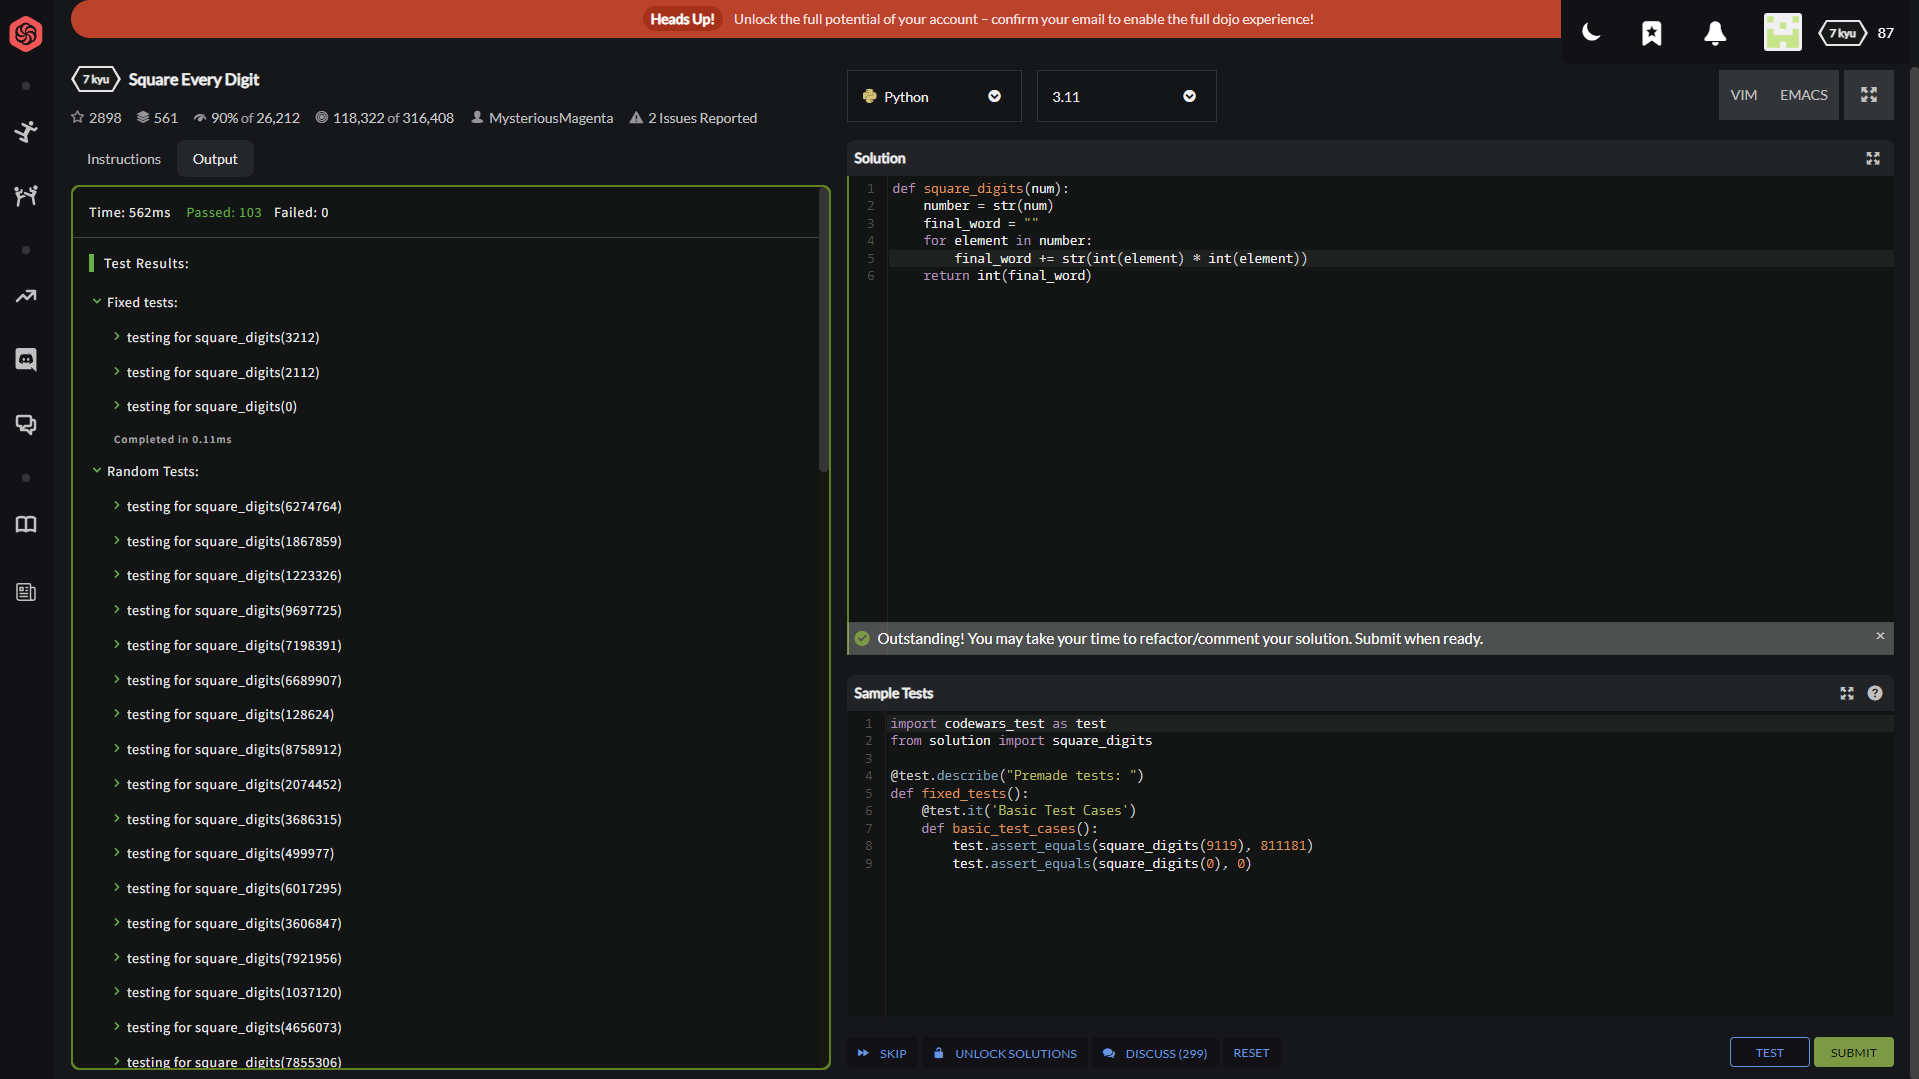 Heads Up! Unlock the full potential of your account – confirm your email to enable the full dojo experience!
7 kyu 87
7 kyu Square Every Digit
2898 561 90% of 26,212 118,322 of 316,408 MysteriousMagenta 2 Issues Reported
Instructions Output
Time: 562ms Passed: 103 Failed: 0
Test Results:
Fixed tests:
testing for square_digits(3212)
testing for square_digits(2112)
testing for square_digits(0)
Completed in 0.11ms
Random Tests:
testing for square_digits(6274764)
testing for square_digits(1867859)
testing for square_digits(1223326)
testing for square_digits(9697725)
testing for square_digits(7198391)
testing for square_digits(6689907)
testing for square_digits(128624)
testing for square_digits(8758912)
testing for square_digits(2074452)
testing for square_digits(3686315)
testing for square_digits(499977)
testing for square_digits(6017295)
testing for square_digits(3606847)
testing for square_digits(7921956)
testing for square_digits(1037120)
testing for square_digits(4656073)
testing for square_digits(7855306)
Python 3.11 VIM EMACS
Solution
1 def square_digits(num):
2 number = str(num)
3 final_word = ""
4 for element in number:
5 final_word += str(int(element) * int(element))
6 return int(final_word)
Outstanding! You may take your time to refactor/comment your solution. Submit when ready. ×
Sample Tests ?
1 import codewars_test as test
2 from solution import square_digits
3
4 @test.describe("Premade tests: ")
5 def fixed_tests():
6 @test.it('Basic Test Cases')
7 def basic_test_cases():
8 test.assert_equals(square_digits(9119), 811181)
9 test.assert_equals(square_digits(0), 0)
SKIP UNLOCK SOLUTIONS DISCUSS (299) RESET TEST SUBMIT